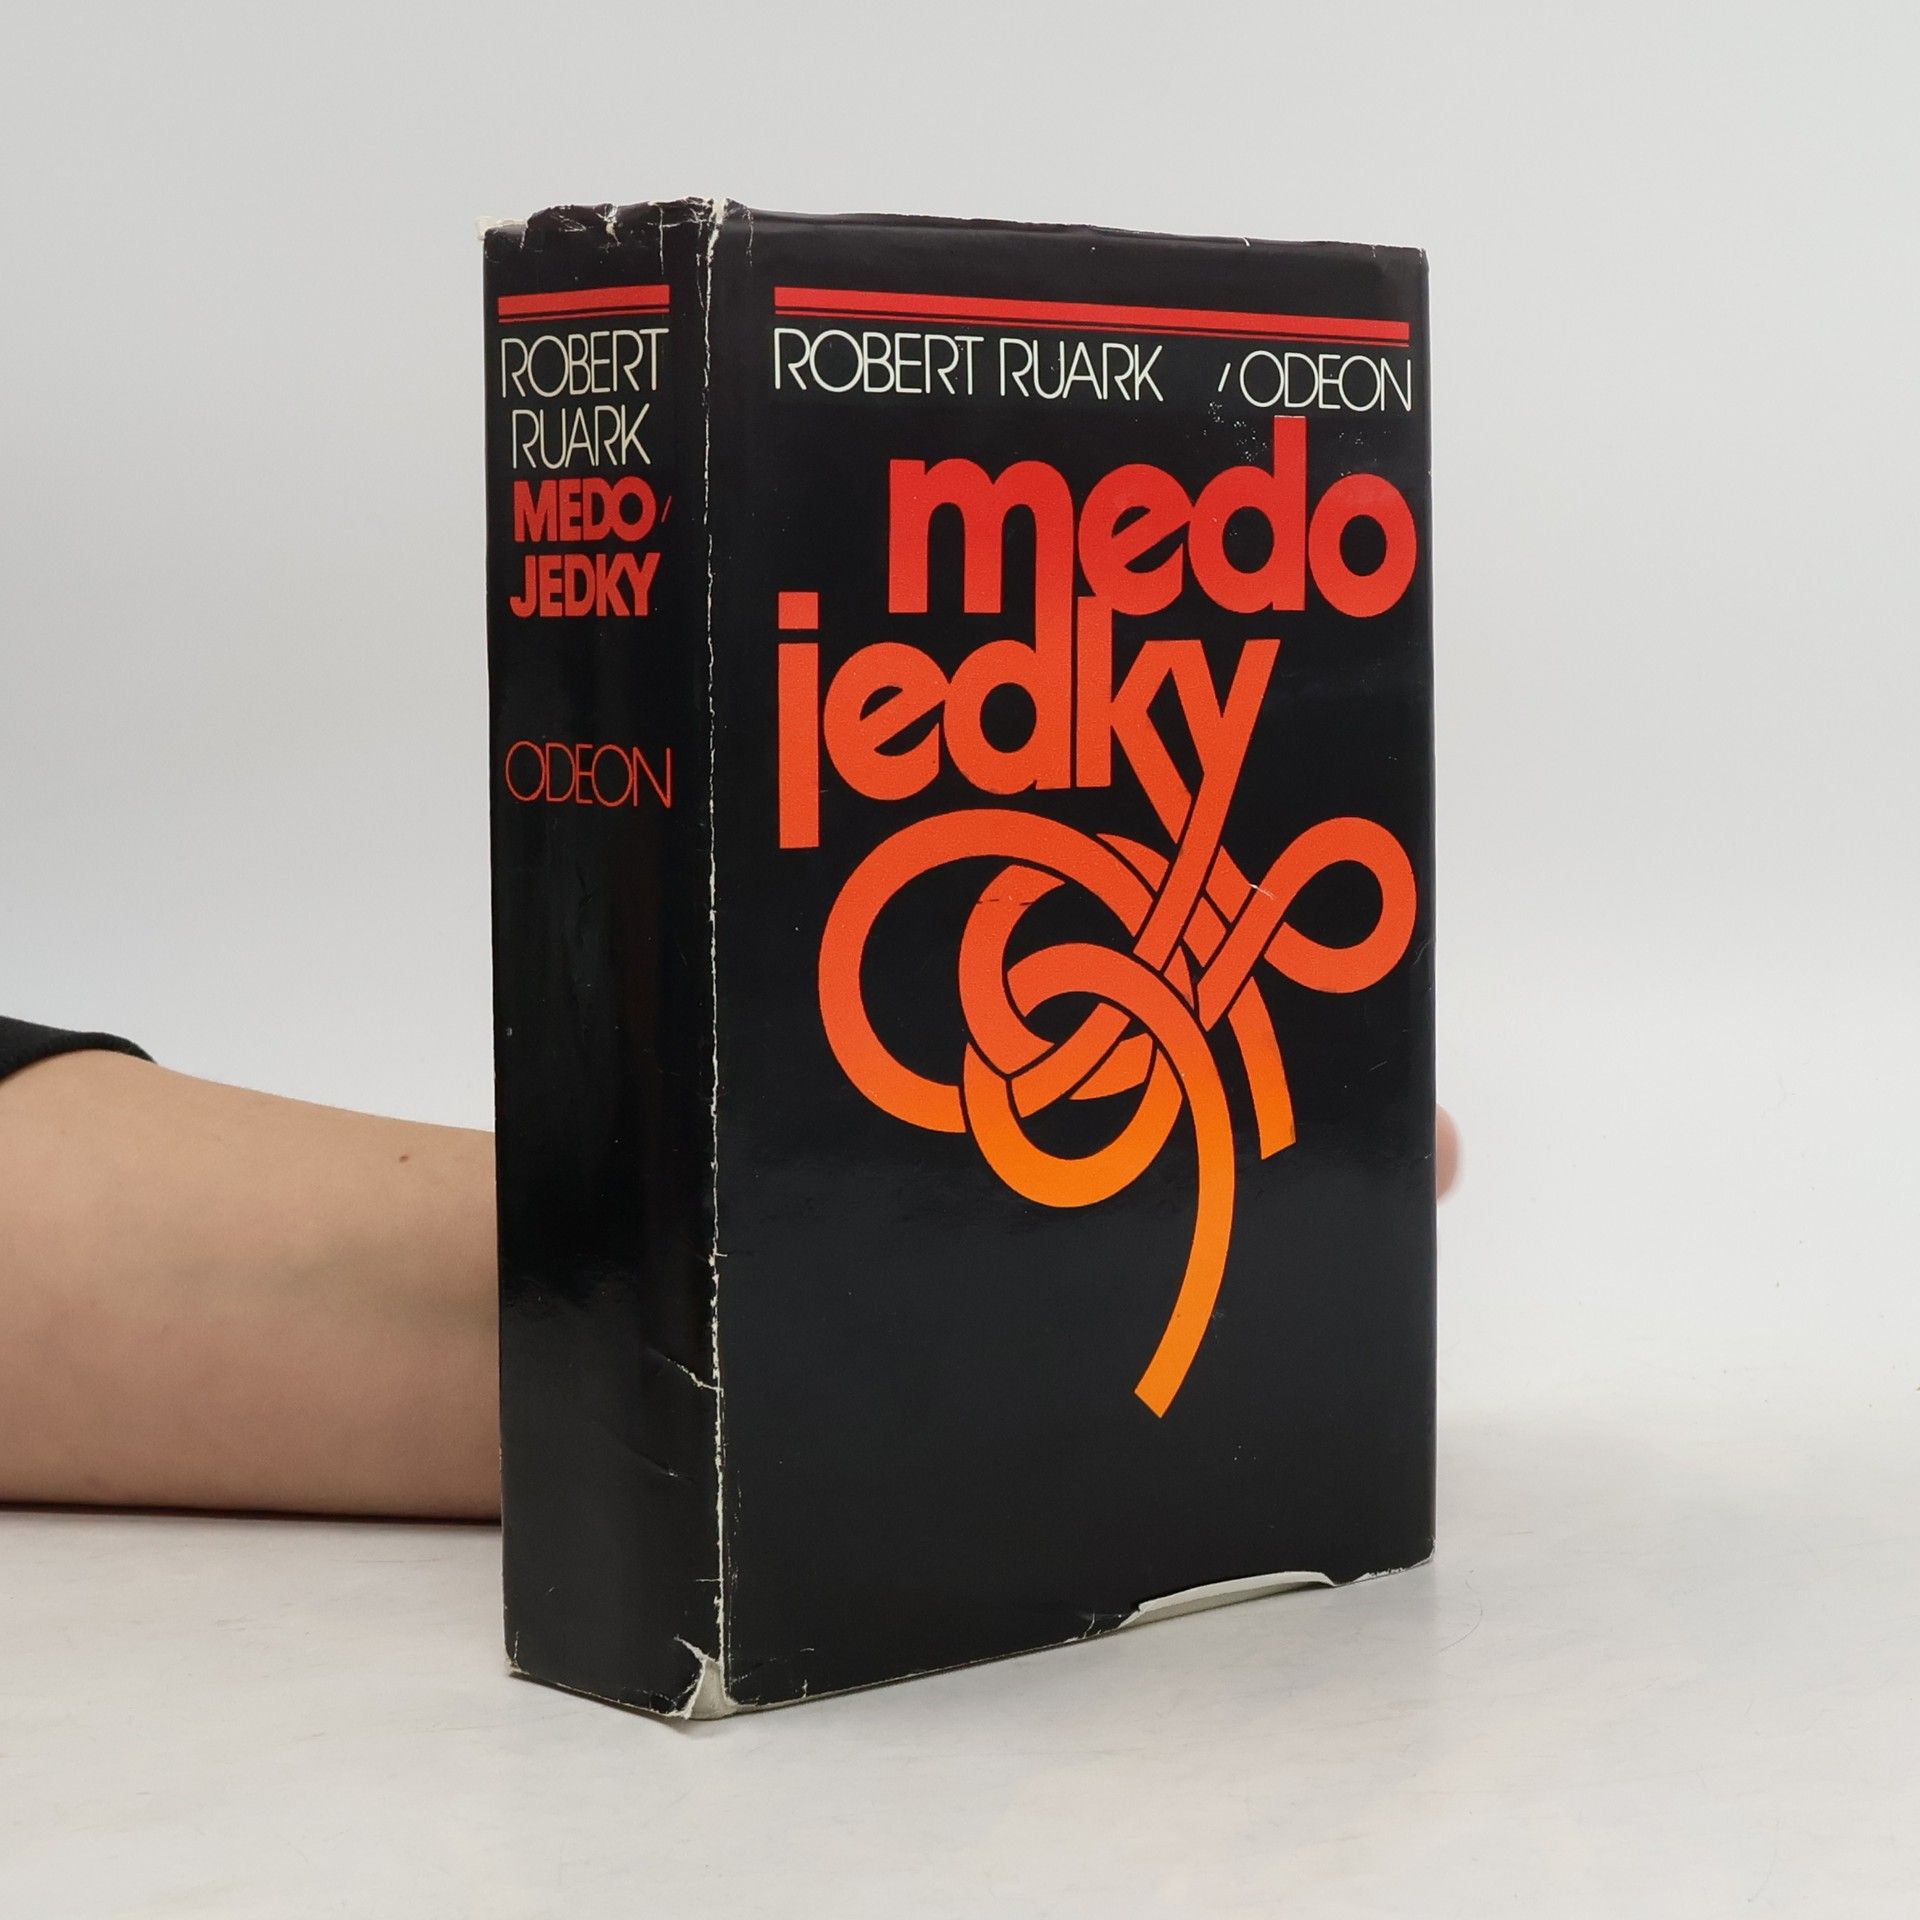 ROBERT
RUARK
MEDO/
JEDKY
ODEON
ROBERT RUARK /ODEON
medo
jedky